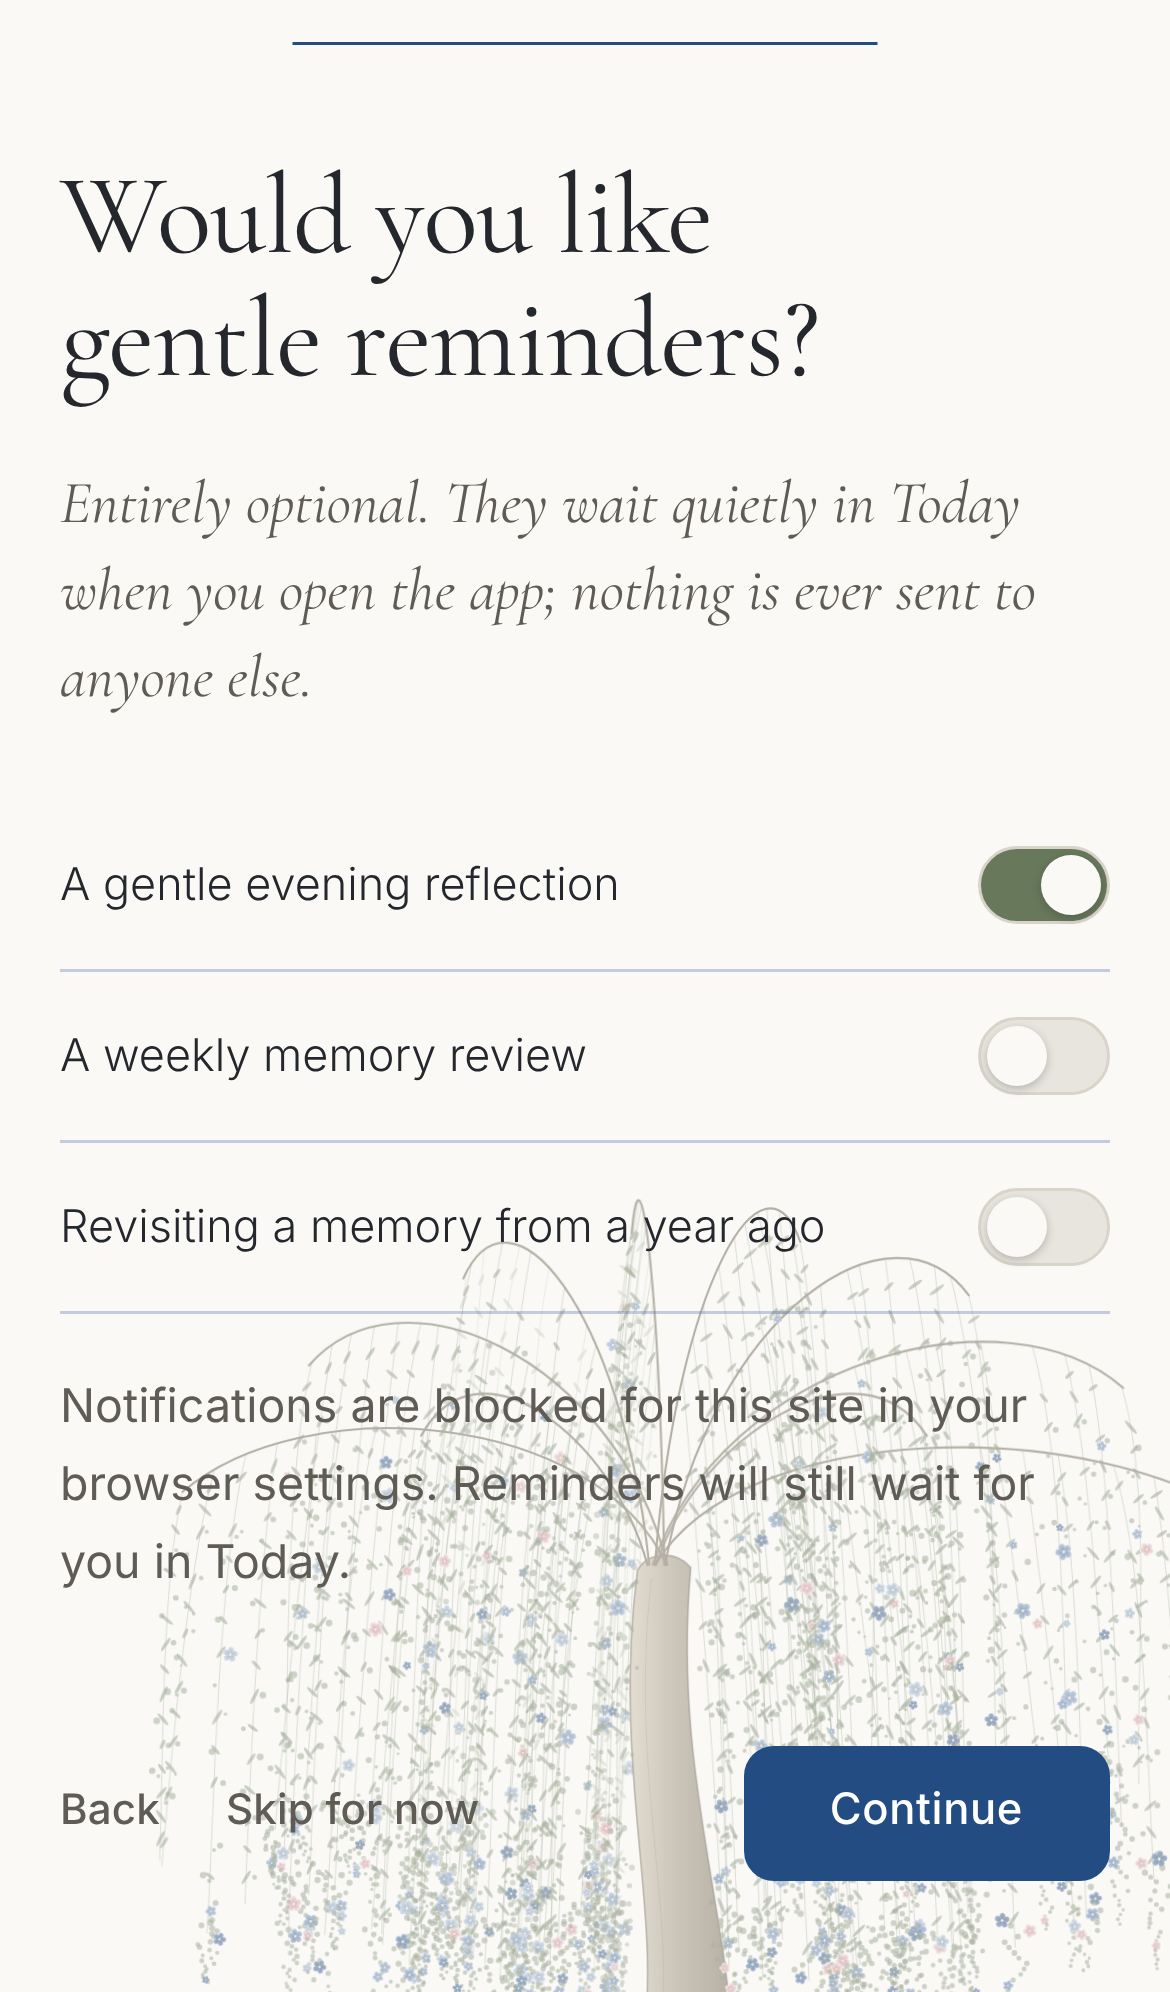 Would you like
gentle reminders?
Entirely optional. They wait quietly in Today
when you open the app; nothing is ever sent to
anyone else.
A gentle evening reflection
A weekly memory review
Revisiting a memory from a year ago
Notifications are blocked for this site in your
browser settings. Reminders will still wait for
you in Today.
Back Skip for now Continue